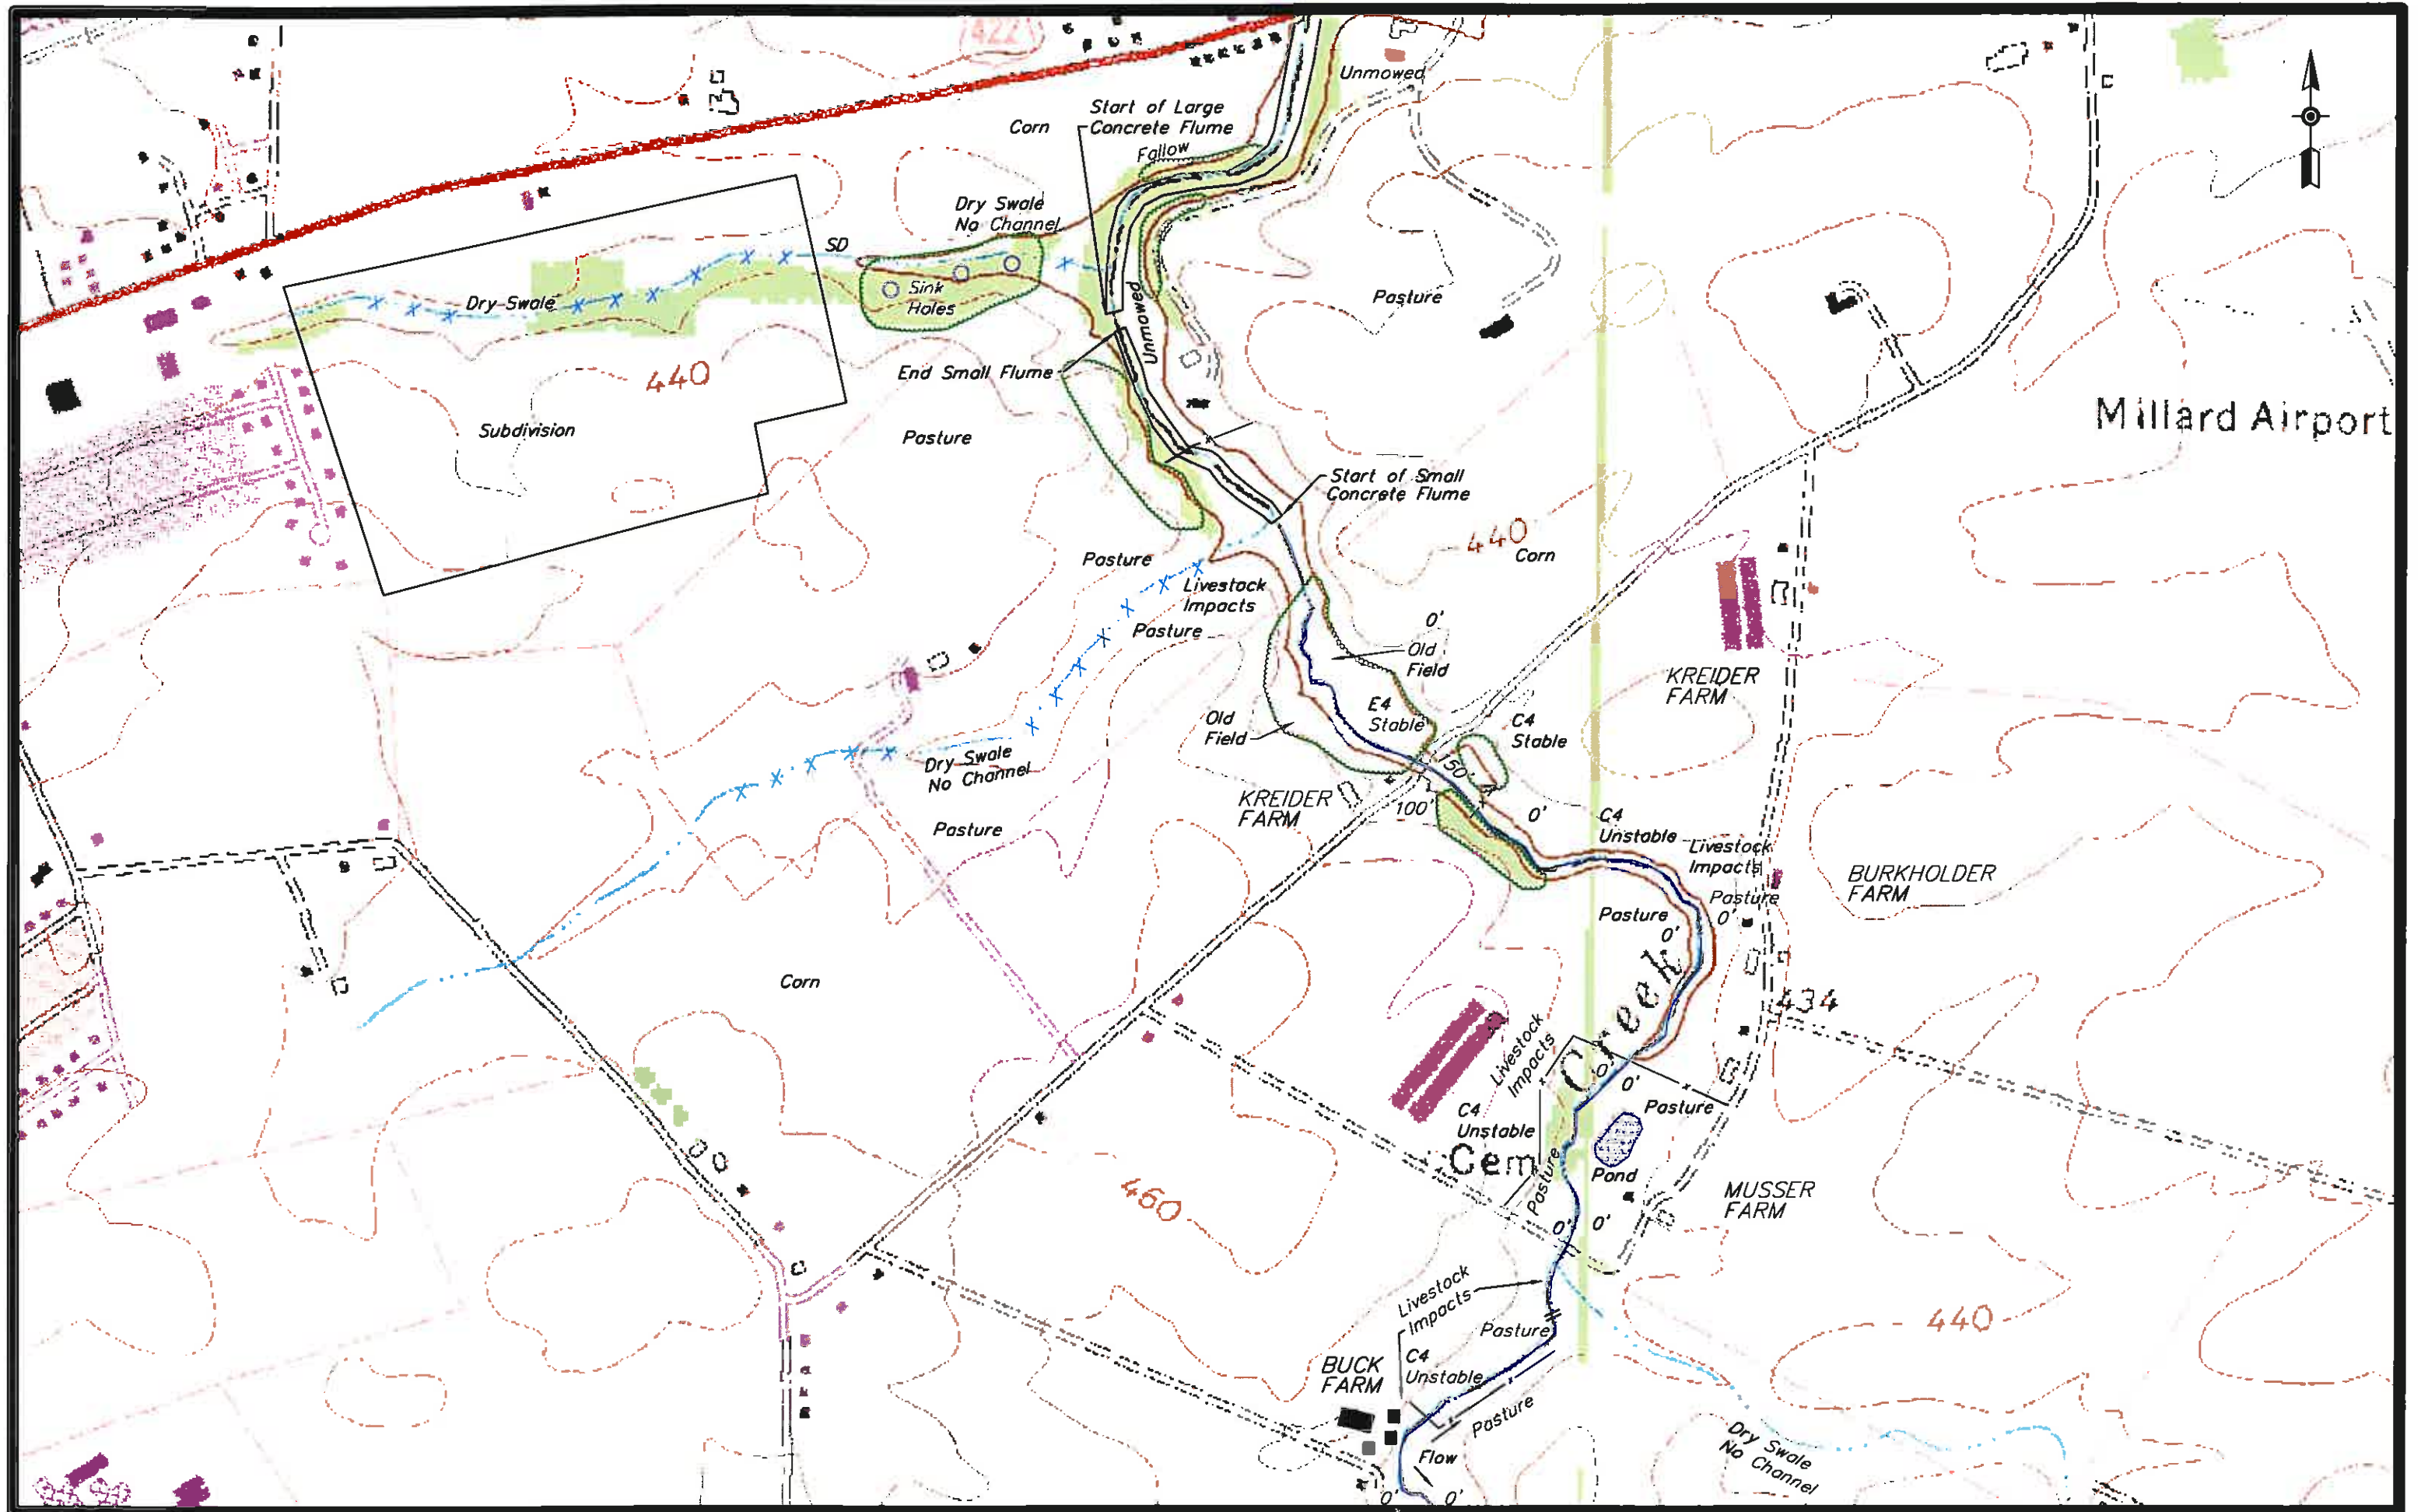 422
Unmowed
Start of Large
Concrete Flume
Corn
Fallow
Dry Swale
No Channel
SD
Sink
Holes
Dry Swale
Unmowed
Pasture
End Small Flume
440
Subdivision
Pasture
Millard Airport
Start of Small
Concrete Flume
440
Corn
Pasture
Livestock
Impacts
Pasture
0'
Old
Field
KREIDER
FARM
E4
Stable
Old
Field
C4
Stable
Dry Swale
No Channel
150'
KREIDER
FARM
100'
0'
C4
Unstable
Livestock
Impacts
Pasture
BURKHOLDER
FARM
Pasture
0'
Pasture
0'
Corn
Creek
434
Livestock
Impacts
0'
0'
Pasture
C4
Unstable
Cem
Pasture
Pond
460
MUSSER
FARM
0'
0'
Livestock
Impacts
Pasture
440
BUCK
FARM
C4
Unstable
Pasture
Dry Swale
No Channel
Flow
0'
0'